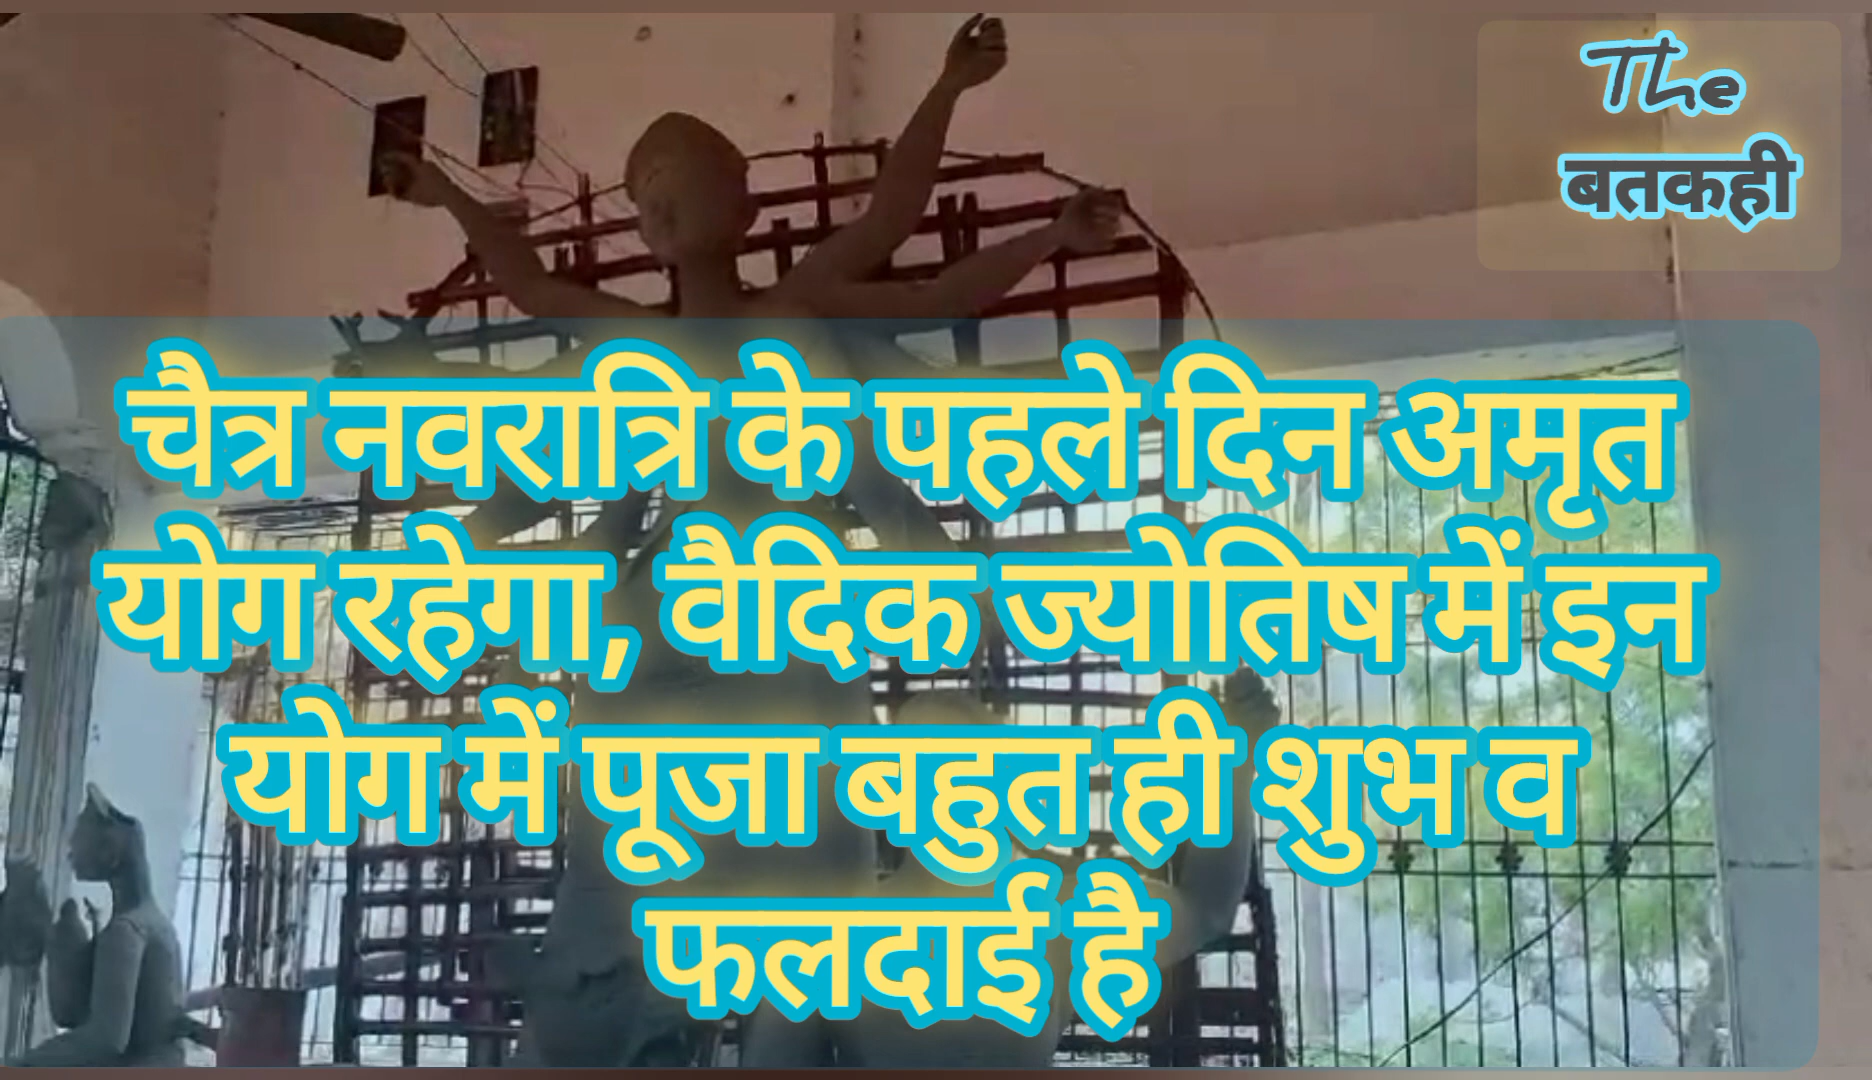 The
बतकही
चैत्र नवरात्रि के पहले दिन अमृत
योग रहेगा, वैदिक ज्योतिष में इन
योग में पूजा बहुत ही शुभ व
फलदाई है